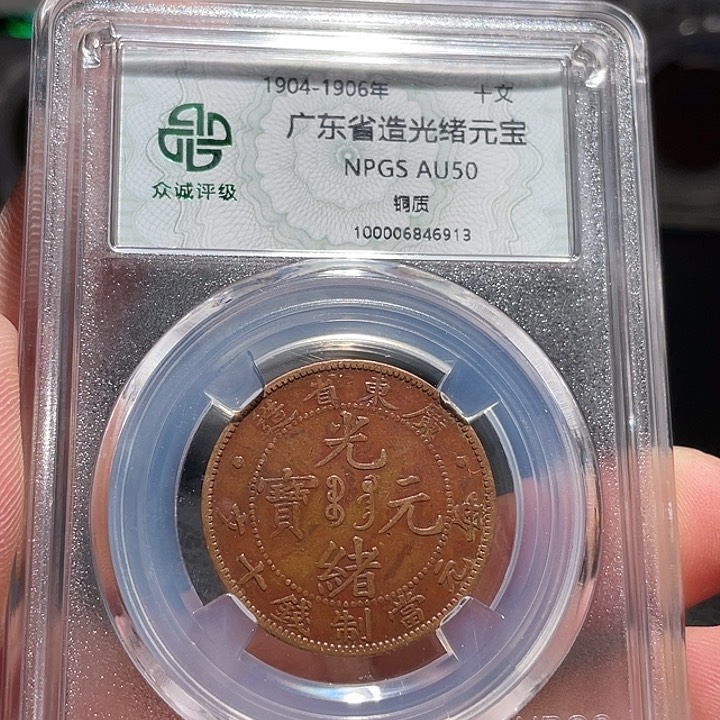 1904-1906年 十文
广东省造光绪元宝
NPGS AU50
众诚评级
铜质
100006846913
廣東省造
光緒元寶
每元當制錢十文